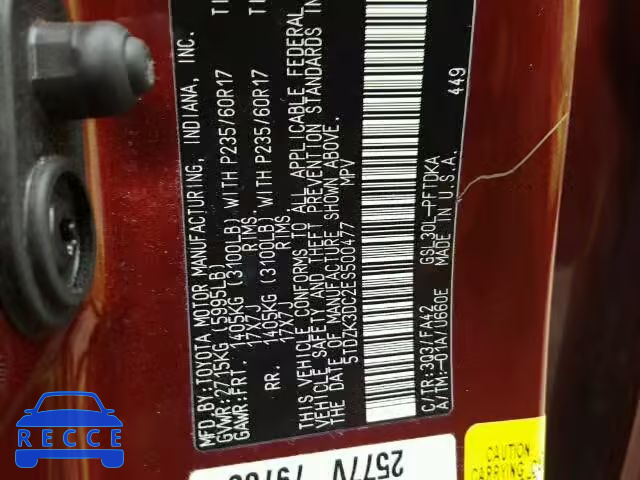 MFD. BY: TOYOTA MOTOR MANUFACTURING, INDIANA, INC.
GVWR: 2715KG (5995LB)
GAWR: FRT. 1405KG (3100LB) WITH P235/60R17
17X7J RIMS.
RR. 1405KG (3100LB) WITH P235/60R17
17X7J RIMS.
THIS VEHICLE CONFORMS TO ALL APPLICABLE FEDERAL
VEHICLE SAFETY AND THEFT PREVENTION STANDARDS IN
DATE OF MANUFACTURE SHOWN ABOVE.
5TDZK3DC2ES500477 MPV
C/TR: 3Q3/FA42 GSL30L-PFTDKA 449
A/TM: -01A/U660E MADE IN U.S.A.
2577V
CAUTION
CARRYING
RECCE